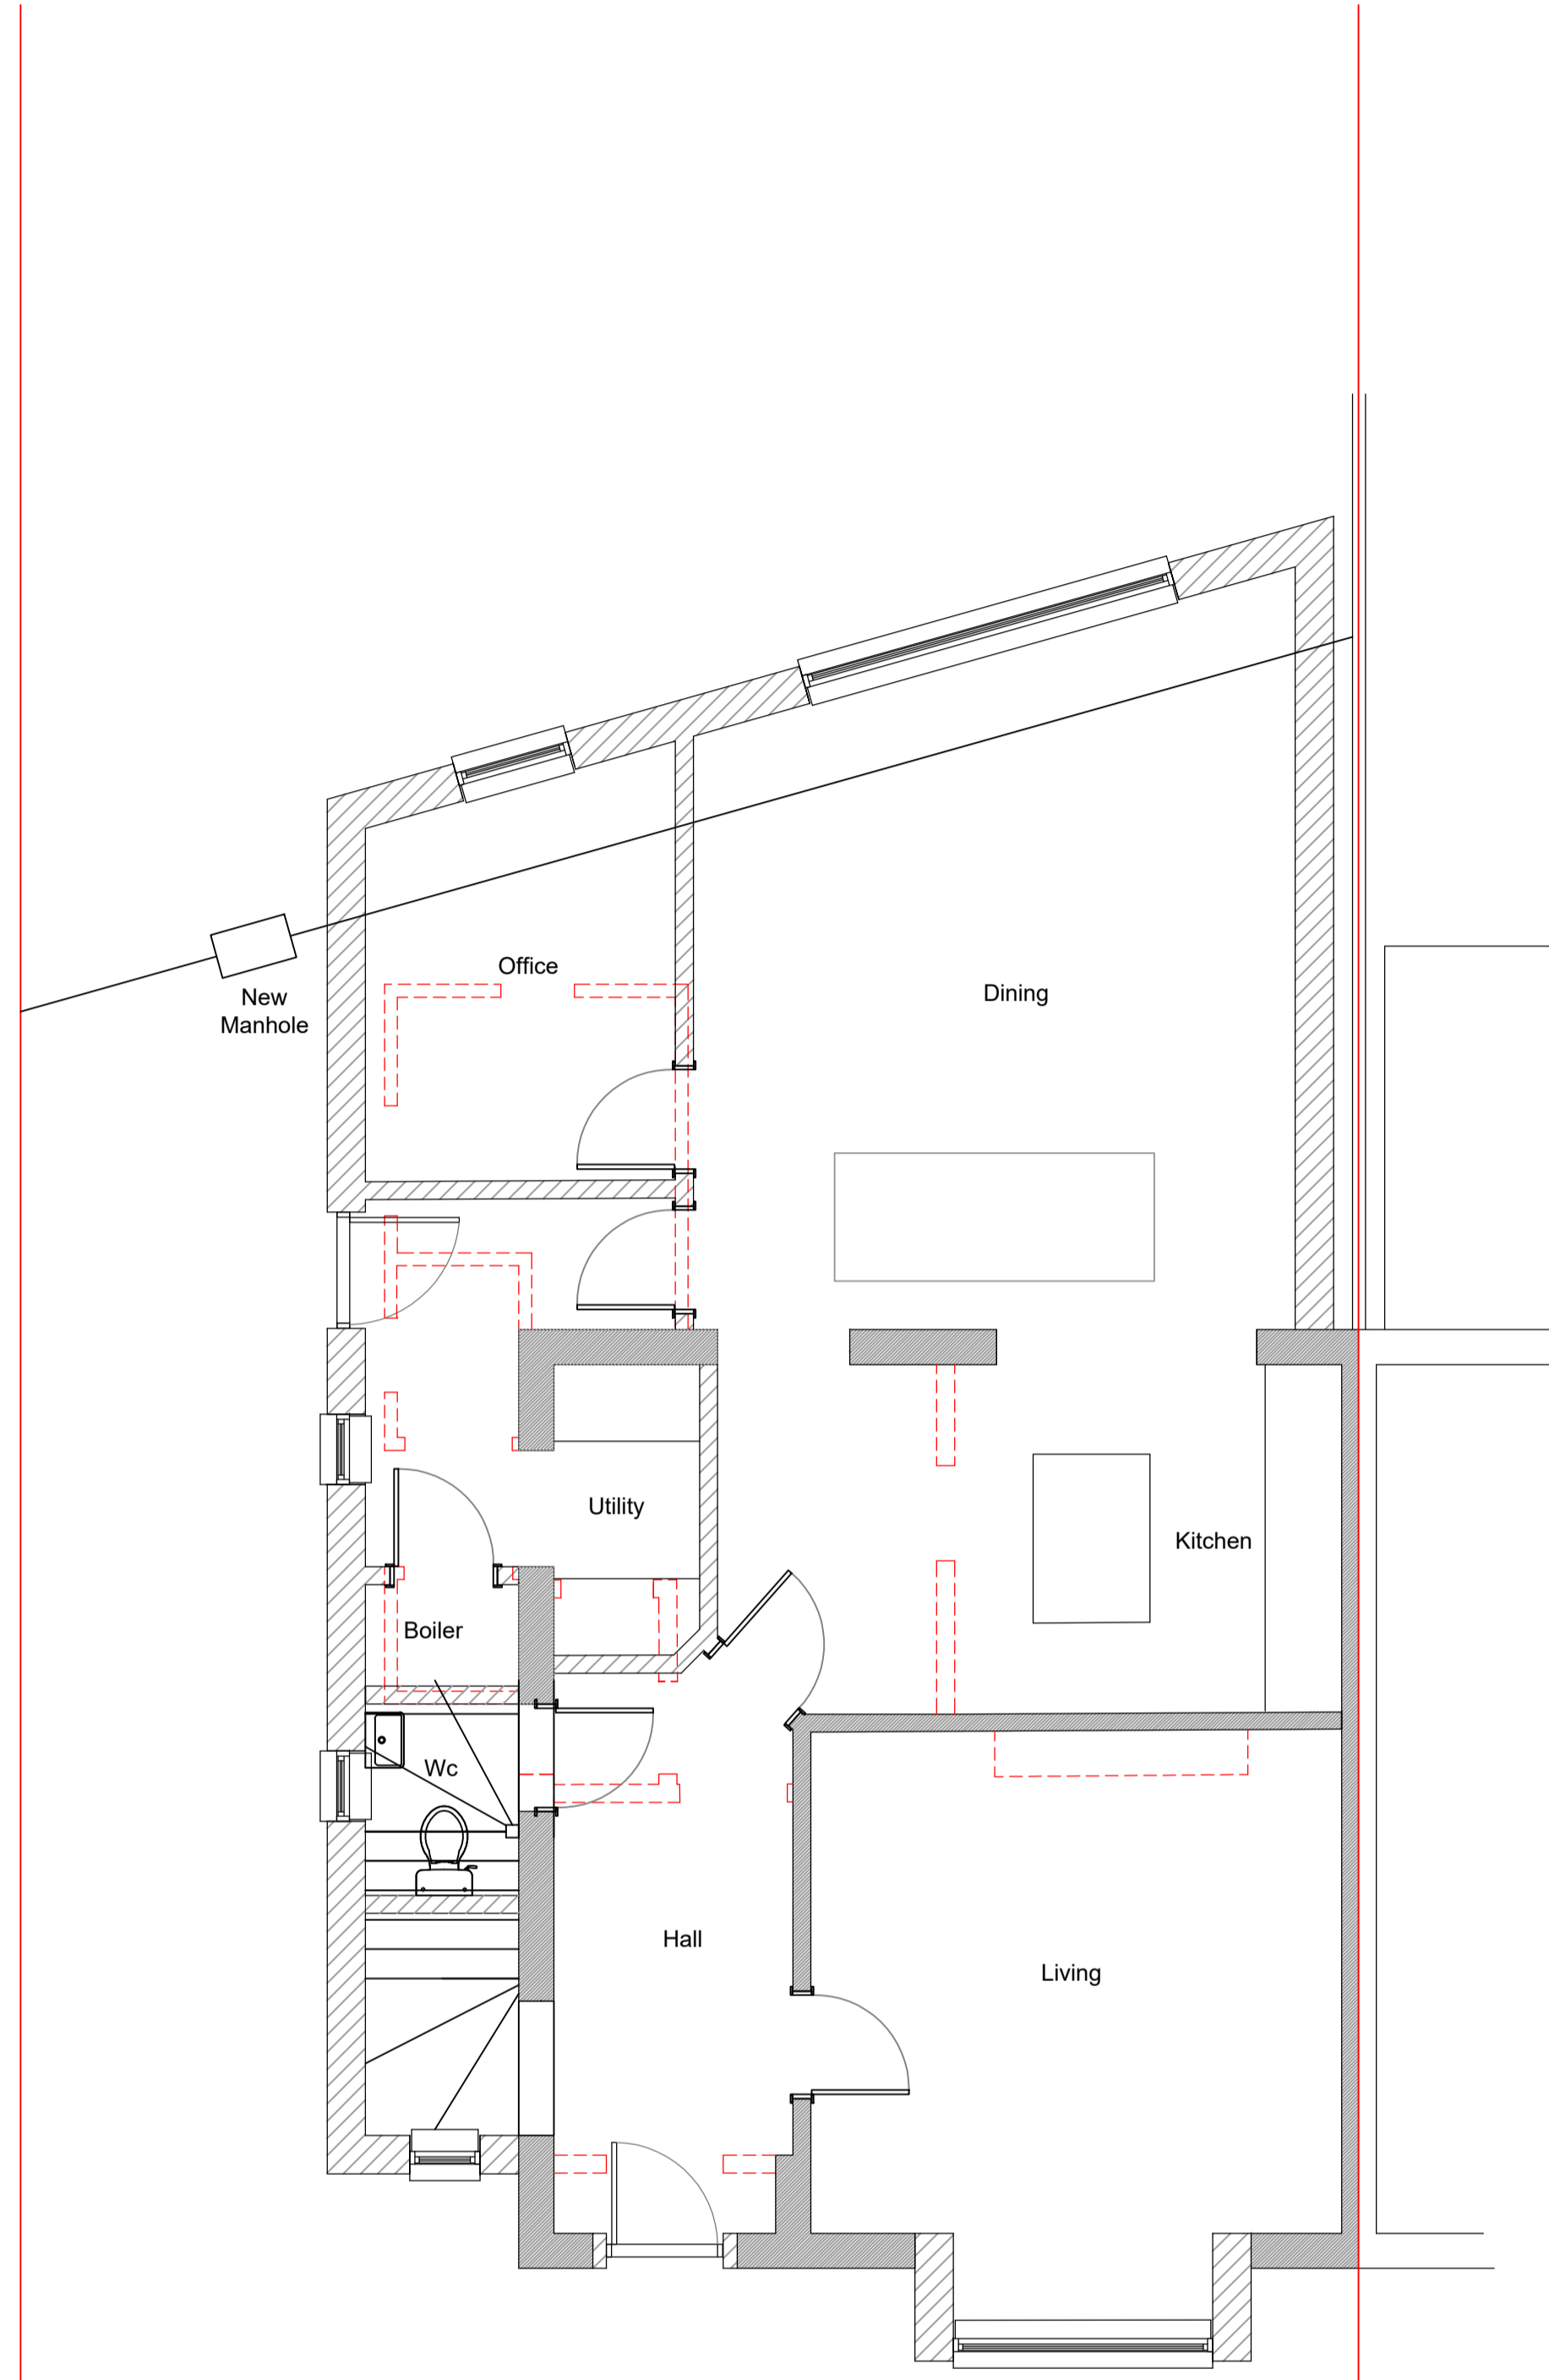 Office
New
Manhole
Dining
Utility
Kitchen
Boiler
Wc
Hall
Living